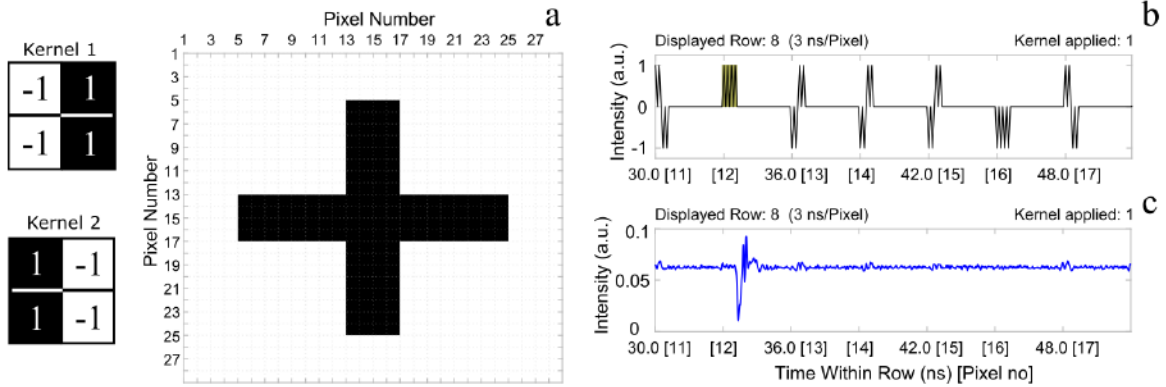 Kernel 1
-1 1
-1 1
Kernel 2
1 -1
1 -1
a
Pixel Number
1 3 5 7 9 11 13 15 17 19 21 23 25 27
Pixel Number
1
3
5
7
9
11
13
15
17
19
21
23
25
27
b
Displayed Row: 8 (3 ns/Pixel) Kernel applied: 1
Intensity (a.u.)
1
0
-1
30.0 [11] [12] 36.0 [13] [14] 42.0 [15] [16] 48.0 [17]
c
Displayed Row: 8 (3 ns/Pixel) Kernel applied: 1
Intensity (a.u.)
0.1
0.05
0
30.0 [11] [12] 36.0 [13] [14] 42.0 [15] [16] 48.0 [17]
Time Within Row (ns) [Pixel no]